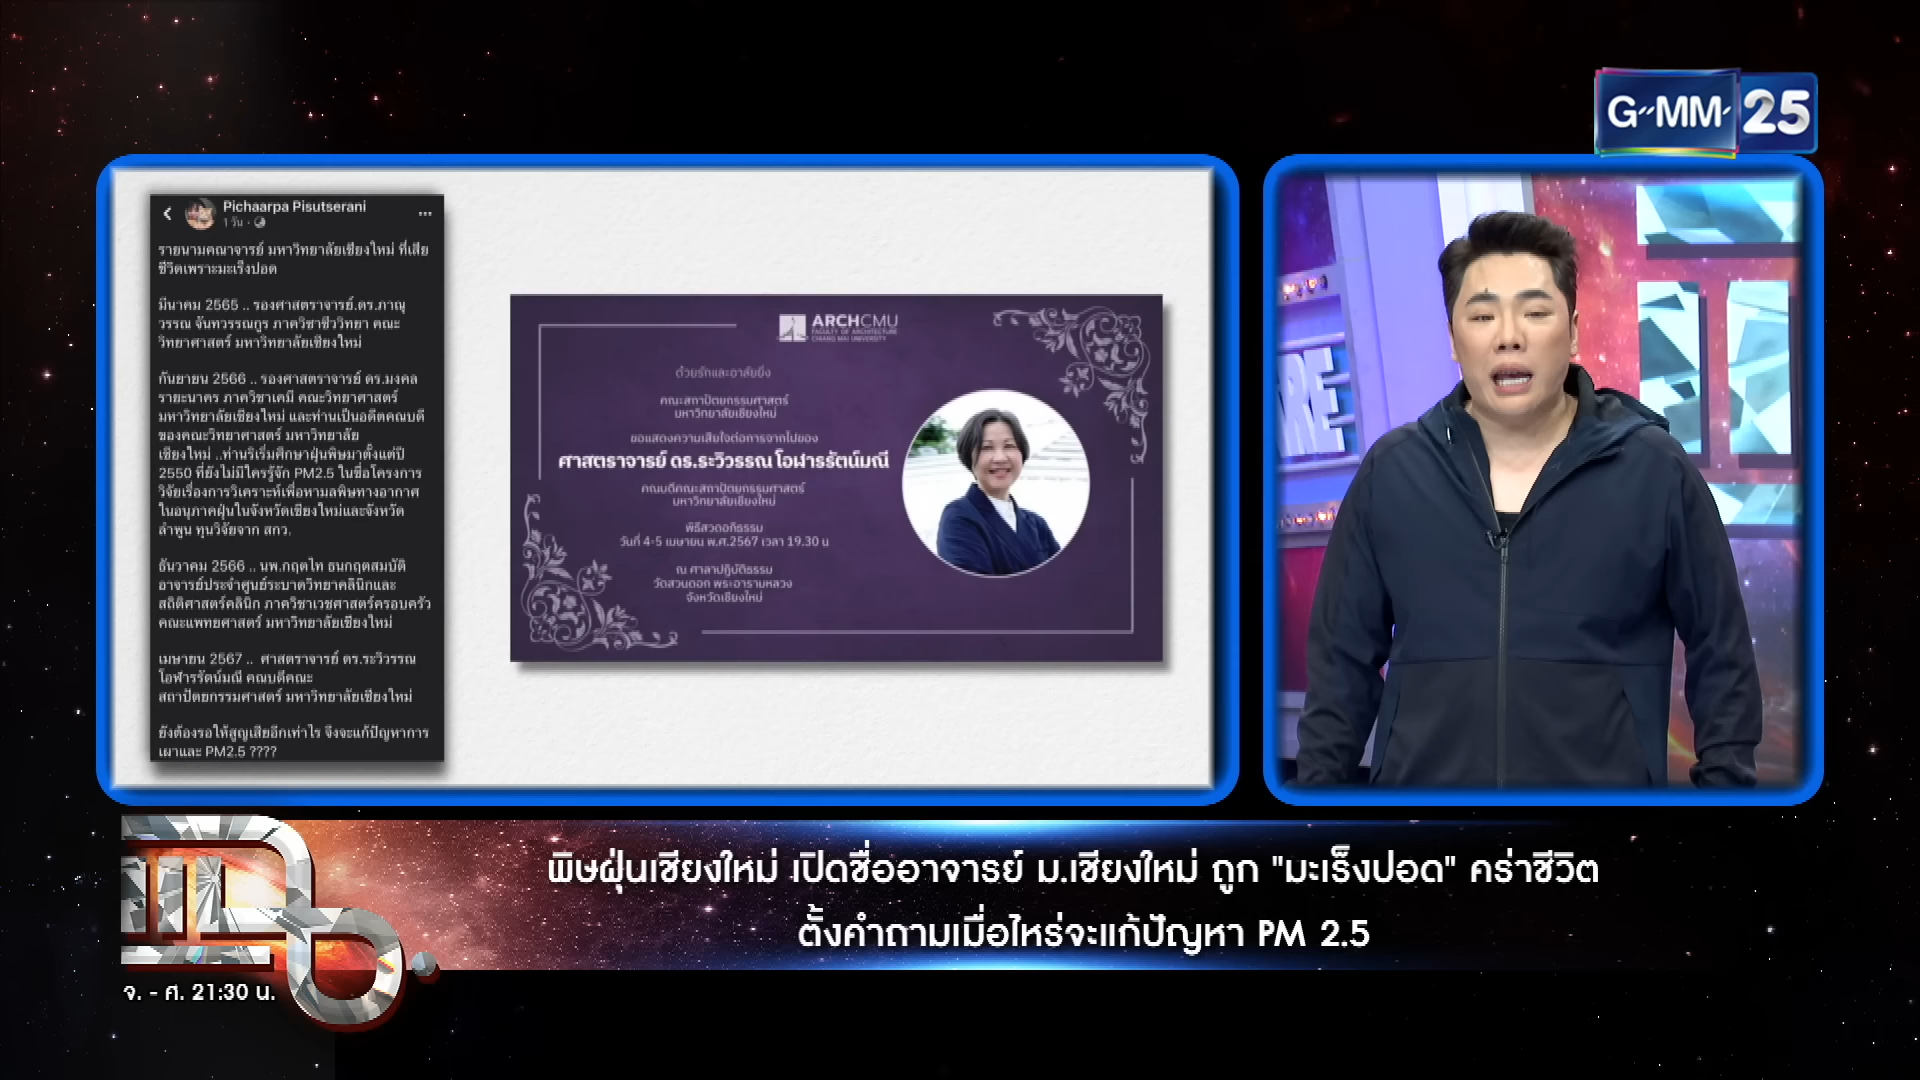 G-MM- 25
Pichaarpa Pisutserani
1 วัน
รายนามคณาจารย์ มหาวิทยาลัยเชียงใหม่ ที่เสีย
ชีวิตเพราะมะเร็งปอด
มีนาคม 2565 .. รองศาสตราจารย์.ดร.ภาณุ
วรรณ จันทวรรณกูร ภาควิชาชีววิทยา คณะ
วิทยาศาสตร์ มหาวิทยาลัยเชียงใหม่
กันยายน 2566 .. รองศาสตราจารย์ ดร.มงคล
รายะนาคร ภาควิชาเคมี คณะวิทยาศาสตร์
มหาวิทยาลัยเชียงใหม่ และท่านเป็นอดีตคณบดี
ของคณะวิทยาศาสตร์ มหาวิทยาลัย
เชียงใหม่ ..ท่านริเริ่มศึกษาฝุ่นพิษมาตั้งแต่ปี
2550 ที่ยังไม่มีใครรู้จัก PM2.5 ในชื่อโครงการ
วิจัยเรื่องการวิเคราะห์เพื่อหามลพิษทางอากาศ
ในอนุภาคฝุ่นในจังหวัดเชียงใหม่และจังหวัด
ลำพูน ทุนวิจัยจาก สกว.
ธันวาคม 2566 .. นพ.กฤตไท ธนกฤตสมบัติ
อาจารย์ประจำศูนย์ระบาดวิทยาคลินิกและ
สถิติศาสตร์คลินิก ภาควิชาเวชศาสตร์ครอบครัว
คณะแพทยศาสตร์ มหาวิทยาลัยเชียงใหม่
เมษายน 2567 .. ศาสตราจารย์ ดร.ระวิวรรณ
โอฬารรัตน์มณี คณบดีคณะ
สถาปัตยกรรมศาสตร์ มหาวิทยาลัยเชียงใหม่
ยังต้องรอให้สูญเสียอีกเท่าไร จึงจะแก้ปัญหาการ
เผาและ PM2.5 ????
ARCHCMU
FACULTY OF ARCHITECTURE
CHIANG MAI UNIVERSITY
ด้วยรักและอาลัยยิ่ง
คณะสถาปัตยกรรมศาสตร์
มหาวิทยาลัยเชียงใหม่
ขอแสดงความเสียใจต่อการจากไปของ
ศาสตราจารย์ ดร.ระวิวรรณ โอฬารรัตน์มณี
คณบดีคณะสถาปัตยกรรมศาสตร์
มหาวิทยาลัยเชียงใหม่
พิธีสวดอภิธรรม
วันที่ 4-5 เมษายน พ.ศ.2567 เวลา 19.30 น
ณ ศาลาปฏิบัติธรรม
วัดสวนดอก พระอารามหลวง
จังหวัดเชียงใหม่
พิษฝุ่นเชียงใหม่ เปิดชื่ออาจารย์ ม.เชียงใหม่ ถูก "มะเร็งปอด" คร่าชีวิต
ตั้งคำถามเมื่อไหร่จะแก้ปัญหา PM 2.5
แฉ.
จ. - ศ. 21:30 น.